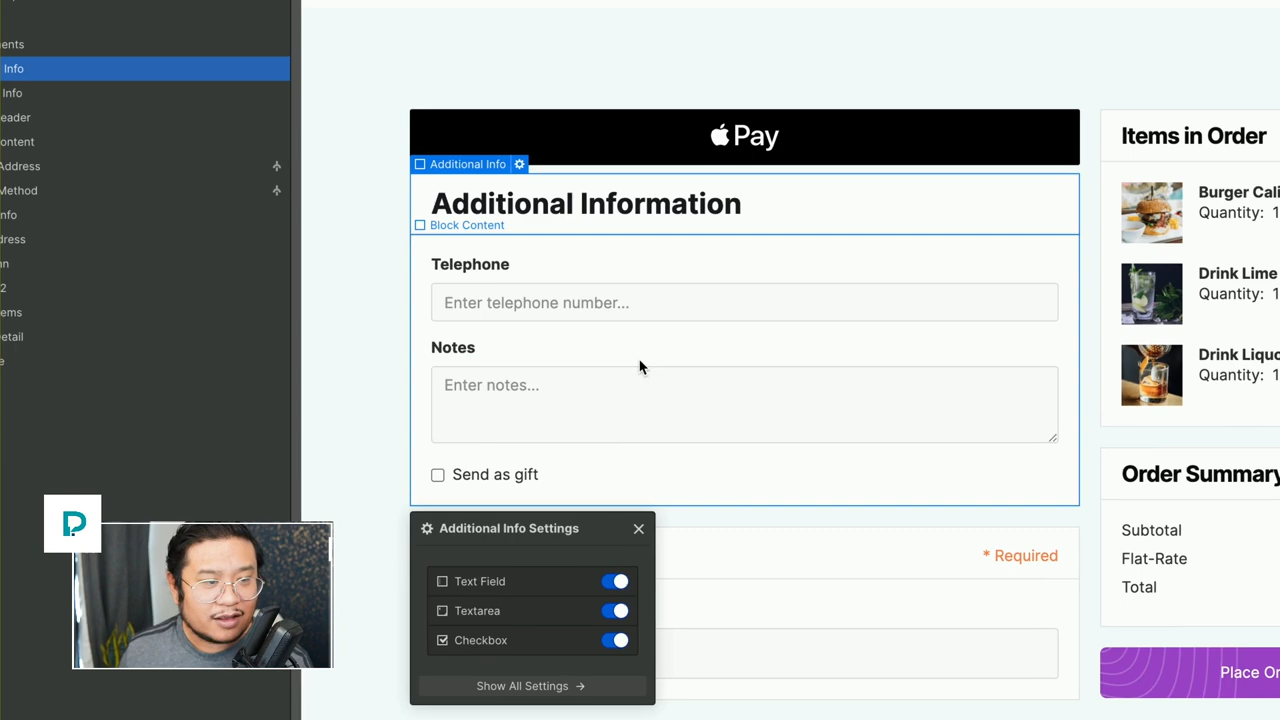 ents
Info
Info
eader
ontent
Address
Method
nfo
dress
nn
2
ems
etail
e
Pay
Additional Info
Additional Information
Block Content
Telephone
Enter telephone number...
Notes
Enter notes...
Send as gift
Additional Info Settings
Text Field
Textarea
Checkbox
Show All Settings →
* Required
Items in Order
Burger Cali
Quantity: 1
Drink Lime
Quantity: 1
Drink Liquo
Quantity: 1
Order Summary
Subtotal
Flat-Rate
Total
Place Or